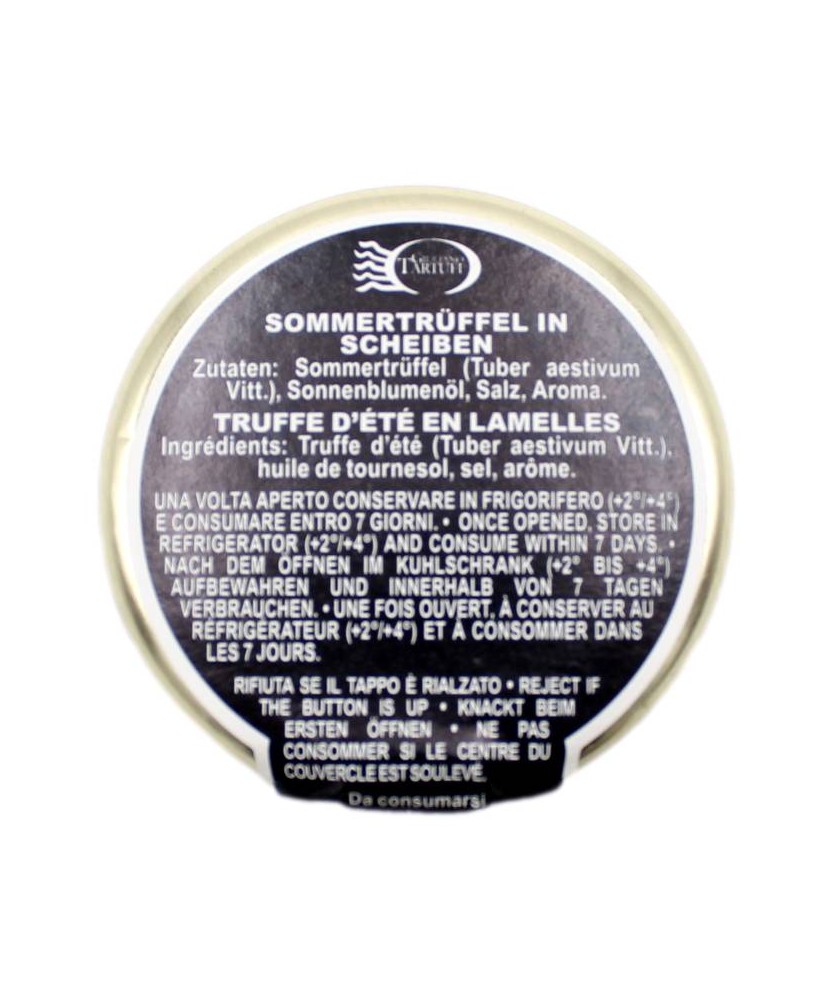 GIULIANO
TARTUFI
SOMMERTRÜFFEL IN
SCHEIBEN
Zutaten: Sommertrüffel (Tuber aestivum
Vitt.), Sonnenblumenöl, Salz, Aroma.
TRUFFE D'ÉTÉ EN LAMELLES
Ingrédients: Truffe d'été (Tuber aestivum Vitt.),
huile de tournesol, sel, arôme.
UNA VOLTA APERTO CONSERVARE IN FRIGORIFERO (+2°/+4°)
E CONSUMARE ENTRO 7 GIORNI. • ONCE OPENED, STORE IN
REFRIGERATOR (+2°/+4°) AND CONSUME WITHIN 7 DAYS. •
NACH DEM ÖFFNEN IM KUHLSCHRANK (+2° BIS +4°)
AUFBEWAHREN UND INNERHALB VON 7 TAGEN
VERBRAUCHEN. • UNE FOIS OUVERT, À CONSERVER AU
RÉFRIGÉRATEUR (+2°/+4°) ET À CONSOMMER DANS
LES 7 JOURS.
RIFIUTA SE IL TAPPO È RIALZATO • REJECT IF
THE BUTTON IS UP • KNACKT BEIM
ERSTEN ÖFFNEN • NE PAS
CONSOMMER SI LE CENTRE DU
COUVERCLE EST SOULEVÉ.
Da consumarsi